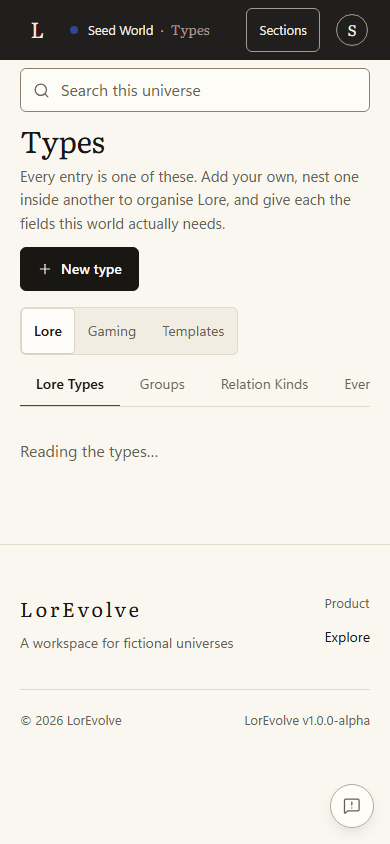 L
Seed World · Types
Sections
S
Search this universe
Types
Every entry is one of these. Add your own, nest one
inside another to organise Lore, and give each the
fields this world actually needs.
+ New type
Lore
Gaming
Templates
Lore Types
Groups
Relation Kinds
Ever
Reading the types...
LorEvolve
A workspace for fictional universes
Product
Explore
© 2026 LorEvolve
LorEvolve v1.0.0-alpha